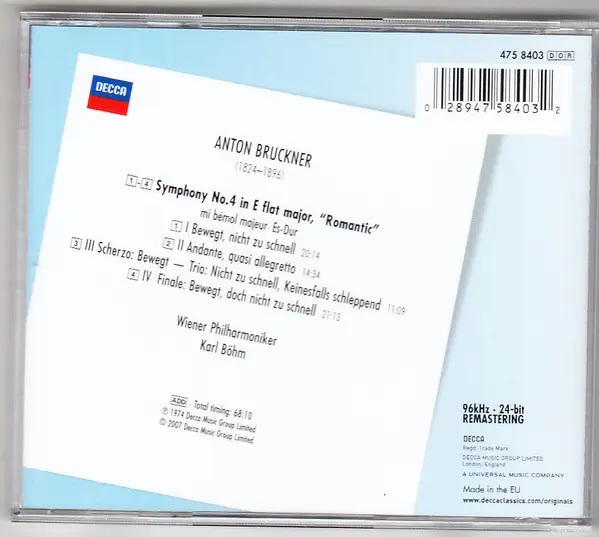 475 8403 DDR
0 28947 58403 2
DECCA
ANTON BRUCKNER
(1824–1896)
1-4 Symphony No.4 in E flat major, "Romantic"
mi bémol majeur · Es-Dur
1 I Bewegt, nicht zu schnell 20:14
2 II Andante, quasi allegretto 14:34
3 III Scherzo: Bewegt — Trio: Nicht zu schnell, Keinesfalls schleppend 11:09
4 IV Finale: Bewegt, doch nicht zu schnell 21:13
Wiener Philharmoniker
Karl Böhm
ADD · Total timing: 68:10
℗ 1974 Decca Music Group Limited
© 2007 Decca Music Group Limited
96kHz · 24-bit
REMASTERING
DECCA
Regd. Trade Mark
DECCA MUSIC GROUP LIMITED
London, England
A UNIVERSAL MUSIC COMPANY
Made in the EU
www.deccaclassics.com/originals